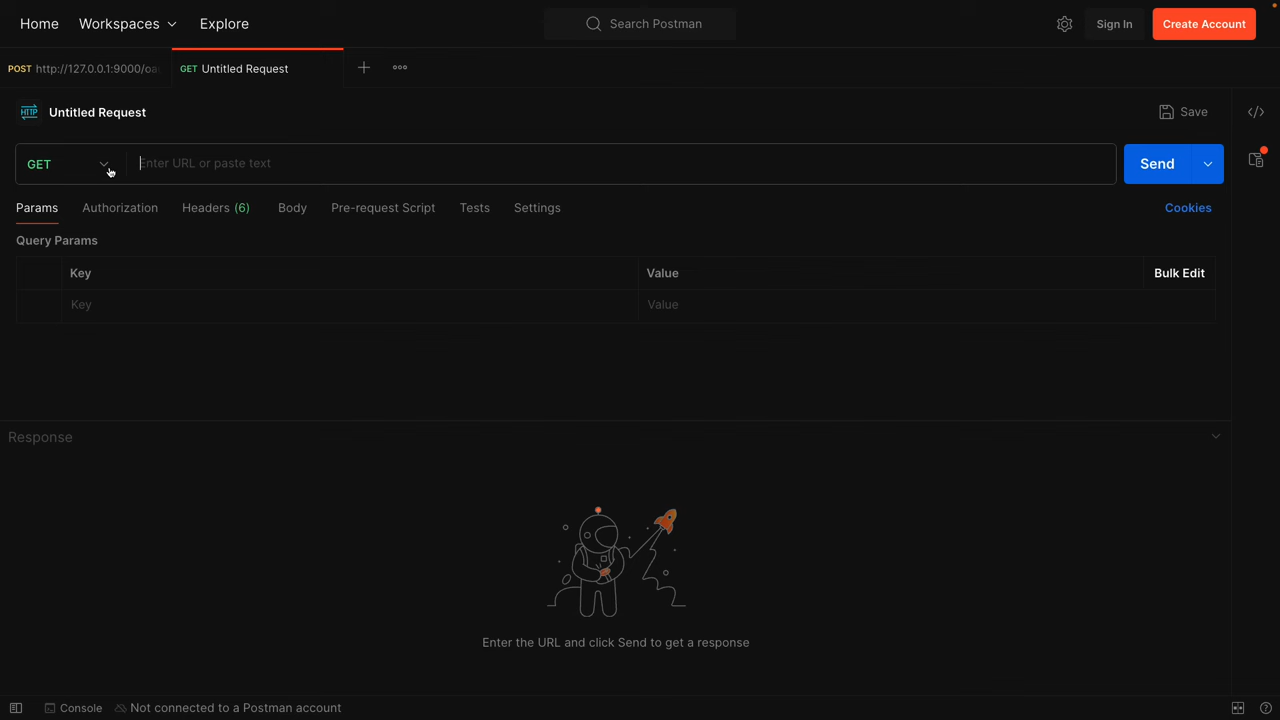 Home Workspaces Explore Search Postman Sign In Create Account
POST http://127.0.0.1:9000/oa GET Untitled Request
HTTP Untitled Request Save
GET Enter URL or paste text Send
Params Authorization Headers (6) Body Pre-request Script Tests Settings Cookies
Query Params
Key Value Bulk Edit
Key Value
Response
Enter the URL and click Send to get a response
Console Not connected to a Postman account